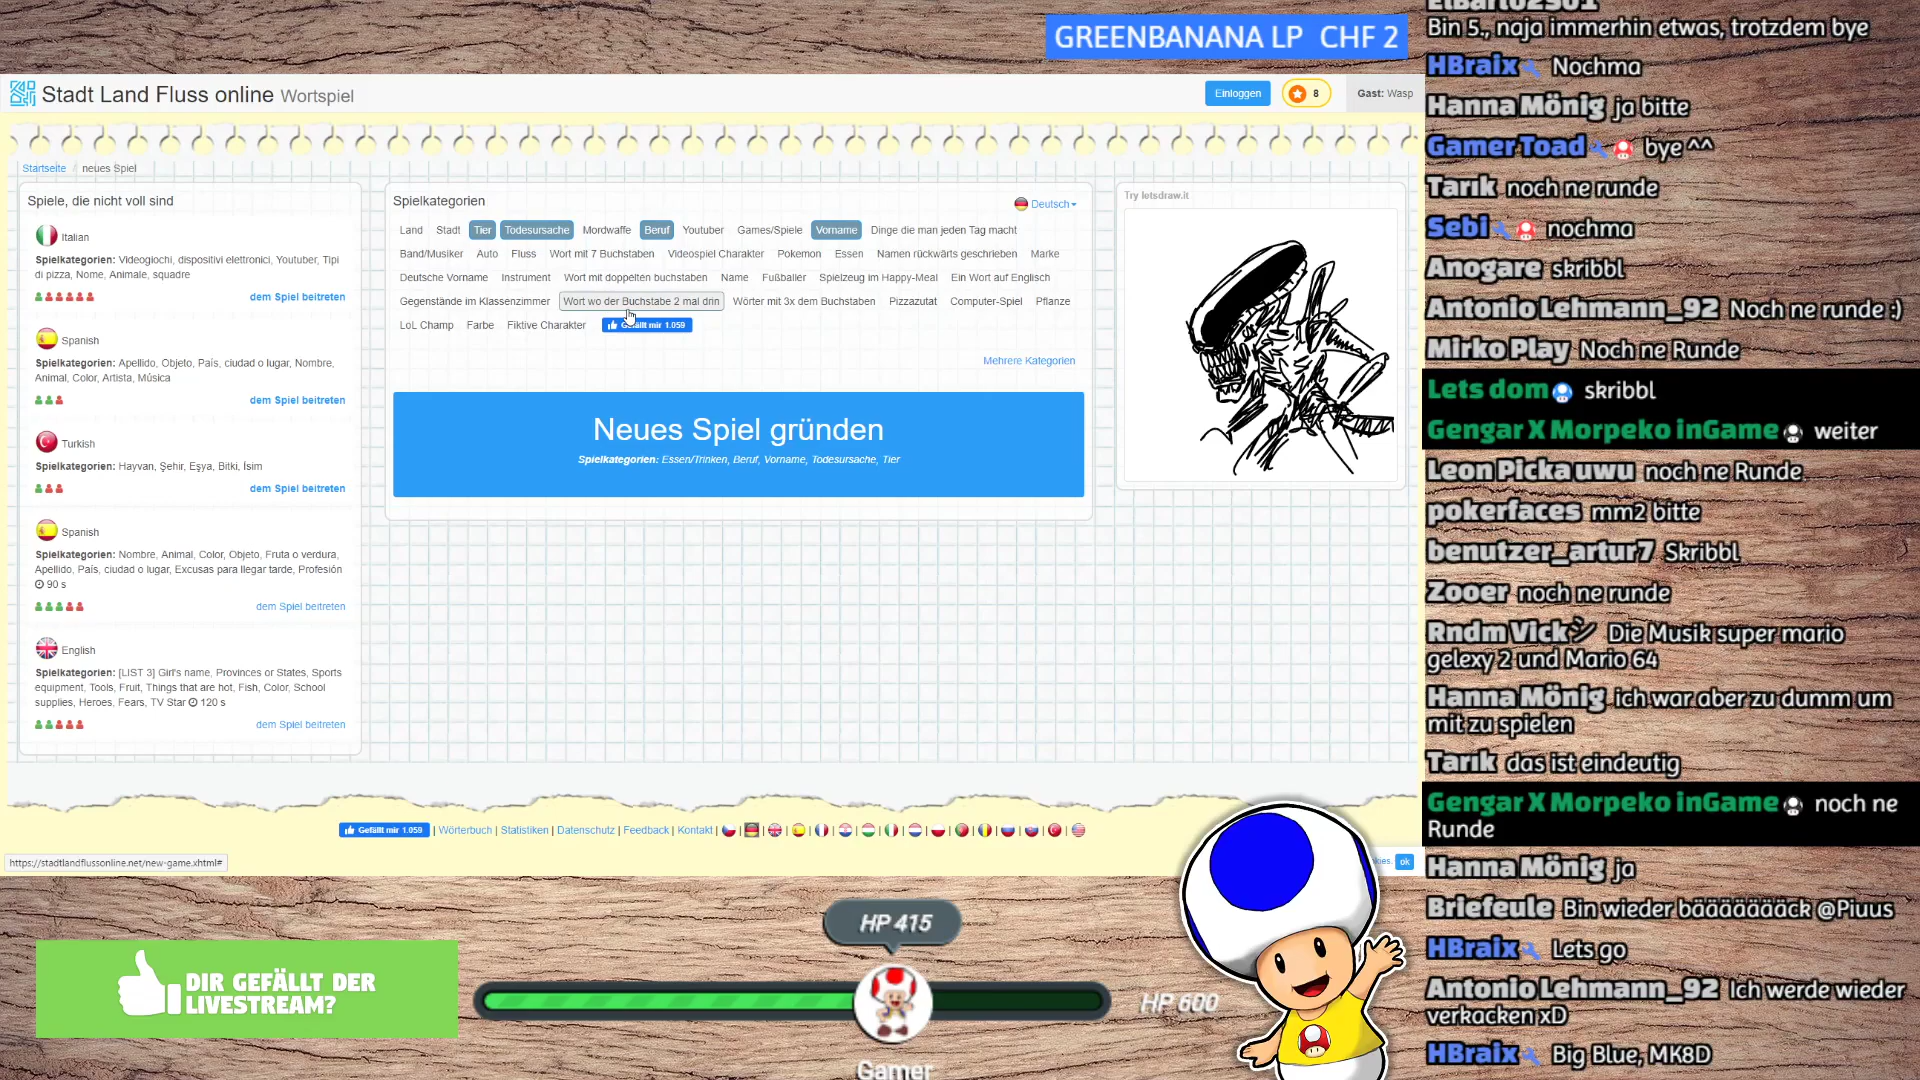 GREENBANANA LP CHF 2
Stadt Land Fluss online Wortspiel
Einloggen
8
Gast: Wasp
Startseite / neues Spiel
Spiele, die nicht voll sind
Italian
Spielkategorien: Videogiochi, dispositivi elettronici, Youtuber, Tipi
di pizza, Nome, Animale, squadre
dem Spiel beitreten
Spanish
Spielkategorien: Apellido, Objeto, País, ciudad o lugar, Nombre,
Animal, Color, Artista, Música
dem Spiel beitreten
Turkish
Spielkategorien: Hayvan, Şehir, Eşya, Bitki, İsim
dem Spiel beitreten
Spanish
Spielkategorien: Nombre, Animal, Color, Objeto, Fruta o verdura,
Apellido, País, ciudad o lugar, Excusas para llegar tarde, Profesión
90 s
dem Spiel beitreten
English
Spielkategorien: [LIST 3] Girl's name, Provinces or States, Sports
equipment, Tools, Fruit, Things that are hot, Fish, Color, School
supplies, Heroes, Fears, TV Star 120 s
dem Spiel beitreten
Spielkategorien
Deutsch
Land Stadt Tier Todesursache Mordwaffe Beruf Youtuber Games/Spiele Vorname Dinge die man jeden Tag macht
Band/Musiker Auto Fluss Wort mit 7 Buchstaben Videospiel Charakter Pokemon Essen Namen rückwärts geschrieben Marke
Deutsche Vorname Instrument Wort mit doppelten buchstaben Name Fußballer Spielzeug im Happy-Meal Ein Wort auf Englisch
Gegenstände im Klassenzimmer Wort wo der Buchstabe 2 mal drin Wörter mit 3x dem Buchstaben Pizzazutat Computer-Spiel Pflanze
LoL Champ Farbe Fiktive Charakter Gefällt mir 1.059
Mehrere Kategorien
Neues Spiel gründen
Spielkategorien: Essen/Trinken, Beruf, Vorname, Todesursache, Tier
Try letsdraw.it
Gefällt mir 1.059 | Wörterbuch | Statistiken | Datenschutz | Feedback | Kontakt |
https://stadtlandflussonline.net/new-game.xhtml#
ok
DIR GEFÄLLT DER
LIVESTREAM?
HP 415
HP 600
Gamer
ElBarto2501
Bin 5., naja immerhin etwas, trotzdem bye
HBraix Nochma
Hanna Mönig ja bitte
Gamer Toad bye ^^
Tarık noch ne runde
Sebi nochma
Anogare skribbl
Antonio Lehmann_92 Noch ne runde :)
Mirko Play Noch ne Runde
Lets dom skribbl
Gengar X Morpeko inGame weiter
Leon Picka uwu noch ne Runde
pokerfaces mm2 bitte
benutzer_artur7 Skribbl
Zooer noch ne runde
Rndm Vickシ Die Musik super mario
gelexy 2 und Mario 64
Hanna Mönig ich war aber zu dumm um
mit zu spielen
Tarık das ist eindeutig
Gengar X Morpeko inGame noch ne
Runde
Hanna Mönig ja
Briefeule Bin wieder bäääääääck @Piuus
HBraix Lets go
Antonio Lehmann_92 Ich werde wieder
verkacken xD
HBraix Big Blue, MK8D